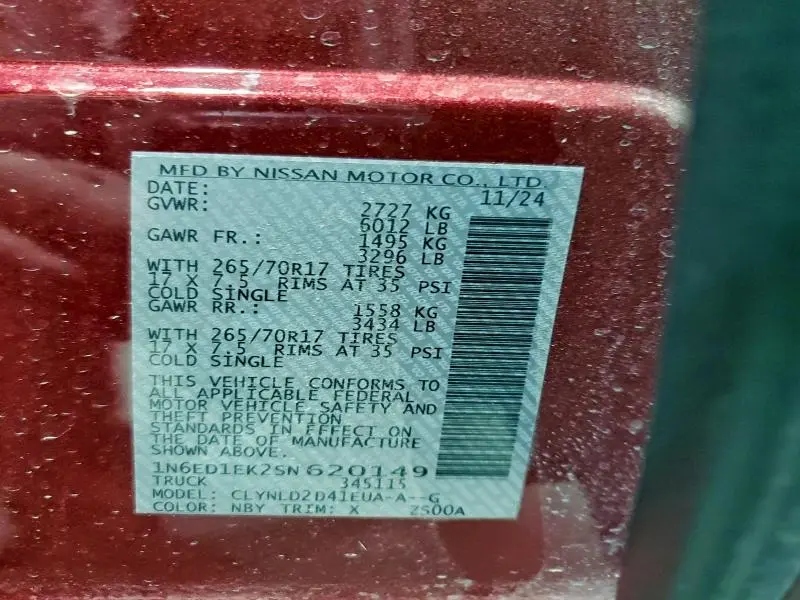 MFD BY NISSAN MOTOR CO., LTD.
DATE: 11/24
GVWR: 2727 KG
6012 LB
GAWR FR.: 1495 KG
3296 LB
WITH 265/70R17 TIRES
17 X 7.5 RIMS AT 35 PSI
COLD SINGLE
GAWR RR.: 1558 KG
3434 LB
WITH 265/70R17 TIRES
17 X 7.5 RIMS AT 35 PSI
COLD SINGLE
THIS VEHICLE CONFORMS TO
ALL APPLICABLE FEDERAL
MOTOR VEHICLE SAFETY AND
THEFT PREVENTION
STANDARDS IN EFFECT ON
THE DATE OF MANUFACTURE
SHOWN ABOVE.
1N6ED1EK2SN620149
TRUCK 345115
MODEL: CLYNLD2D41EUA-A--G
COLOR: NBY TRIM: X 2S00A